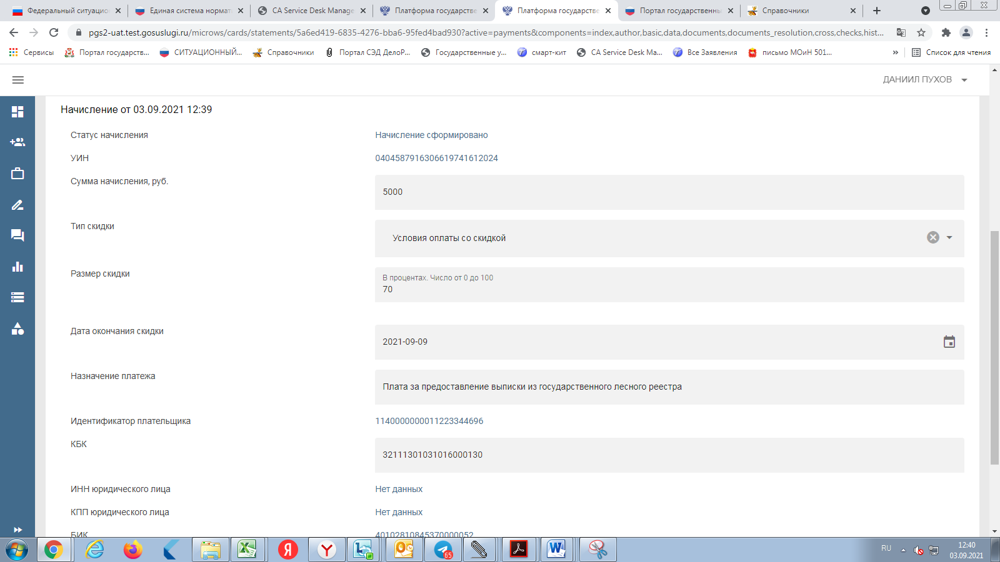 Федеральный ситуацио
Единая система нормат
CA Service Desk Manage
Платформа государстве
Платформа государстве
Портал государственны
Справочники
pgs2-uat.test.gosuslugi.ru/microws/cards/statements/5a6ed419-6835-4276-bba6-95fed4bad930?active=payments&components=index,author,basic,data,documents,documents_resolution,cross,checks,hist...
Сервисы
Портал государств...
СИТУАЦИОННЫЙ...
Справочники
Портал СЭД ДелоР...
Государственные у...
смарт-кит
CA Service Desk Ma...
Все Заявления
письмо МОиН 501...
»
Список для чтения
ДАНИИЛ ПУХОВ
Начисление от 03.09.2021 12:39
Статус начисления
Начисление сформировано
УИН
0404587916306619741612024
Сумма начисления, руб.
5000
Тип скидки
Условия оплаты со скидкой
Размер скидки
В процентах. Число от 0 до 100
70
Дата окончания скидки
2021-09-09
Назначение платежа
Плата за предоставление выписки из государственного лесного реестра
Идентификатор плательщика
1140000000011223344696
КБК
32111301031016000130
ИНН юридического лица
Нет данных
КПП юридического лица
Нет данных
БИК
40102810845370000052
65
RU
12:40
03.09.2021